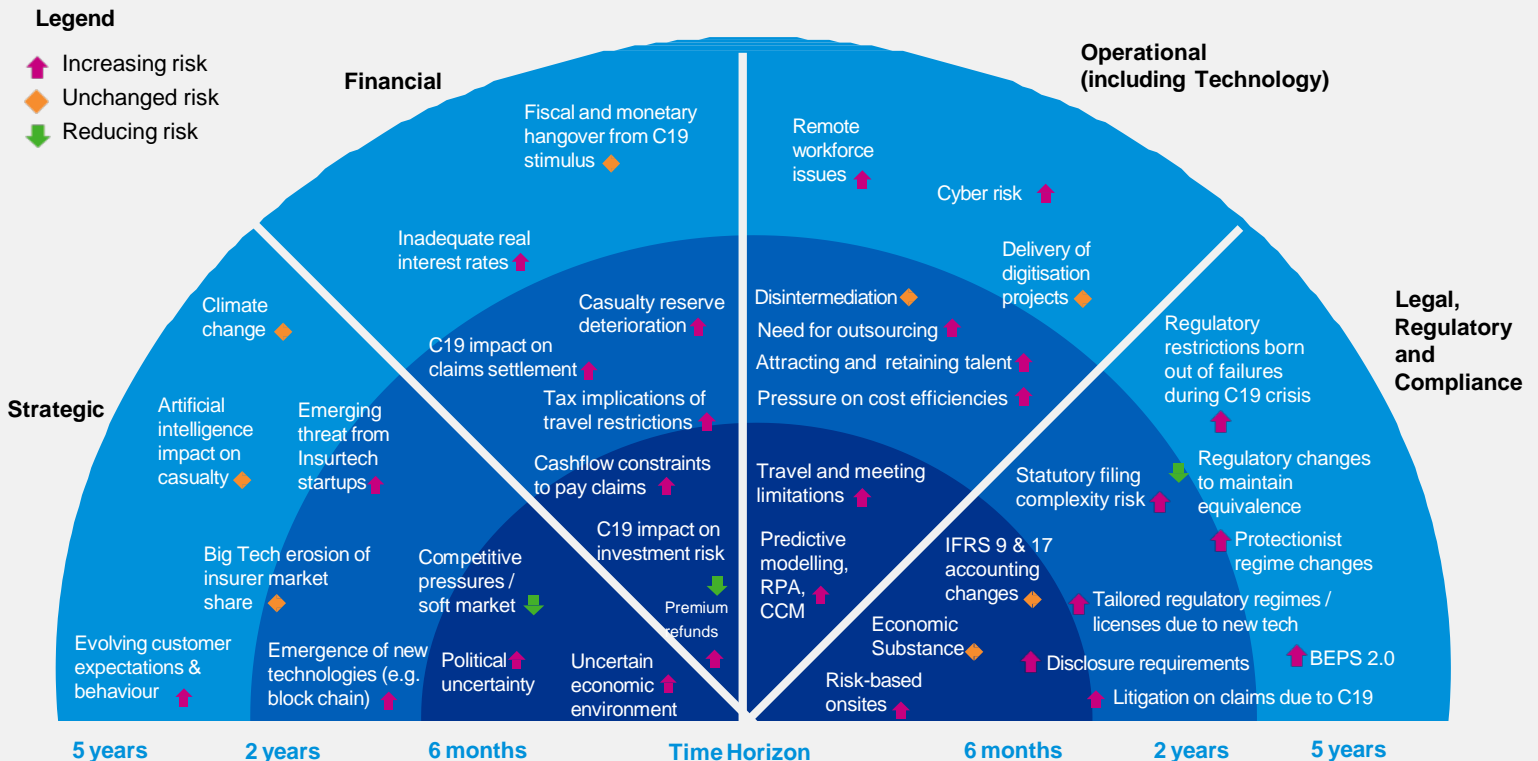 Legend
Increasing risk
Unchanged risk
Reducing risk
Financial
Operational
(including Technology)
Strategic
Legal,
Regulatory
and
Compliance
Fiscal and monetary
hangover from C19
stimulus
Inadequate real
interest rates
Casualty reserve
deterioration
C19 impact on
claims settlement
Tax implications of
travel restrictions
Cashflow constraints
to pay claims
C19 impact on
investment risk
Premium
refunds
Climate
change
Artificial
intelligence
impact on
casualty
Emerging
threat from
Insurtech
startups
Big Tech erosion of
insurer market
share
Competitive
pressures /
soft market
Evolving customer
expectations &
behaviour
Emergence of new
technologies (e.g.
block chain)
Political
uncertainty
Uncertain
economic
environment
Remote
workforce
issues
Cyber risk
Delivery of
digitisation
projects
Disintermediation
Need for outsourcing
Attracting and retaining talent
Pressure on cost efficiencies
Travel and meeting
limitations
Predictive
modelling,
RPA,
CCM
Regulatory
restrictions born
out of failures
during C19 crisis
Statutory filing
complexity risk
Regulatory changes
to maintain
equivalence
Protectionist
regime changes
IFRS 9 & 17
accounting
changes
Tailored regulatory regimes /
licenses due to new tech
Economic
Substance
Disclosure requirements
BEPS 2.0
Risk-based
onsites
Litigation on claims due to C19
5 years
2 years
6 months
Time Horizon
6 months
2 years
5 years